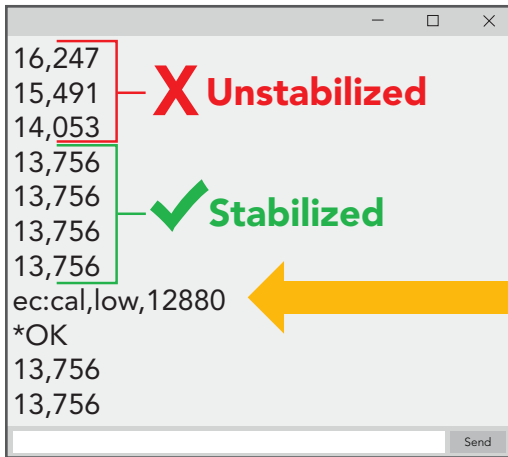 16,247
15,491
14,053
X Unstabilized
13,756
13,756
13,756
13,756
Stabilized
ec:cal,low,12880
*OK
13,756
13,756
Send